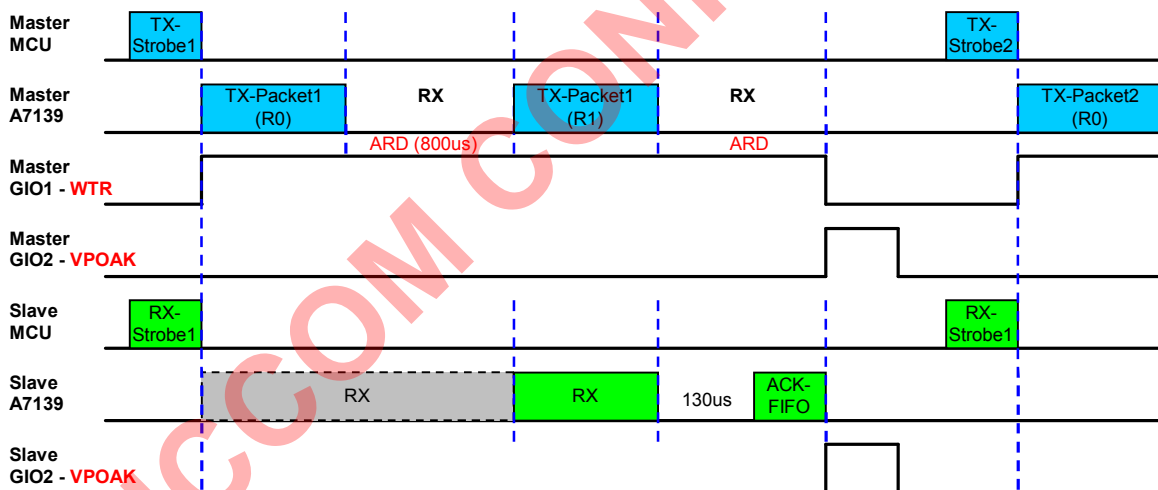 Master
MCU
TX-
Strobe1
TX-
Strobe2
Master
A7139
TX-Packet1
(R0)
RX
TX-Packet1
(R1)
RX
TX-Packet2
(R0)
ARD (800us)
ARD
Master
GIO1 - WTR
Master
GIO2 - VPOAK
Slave
MCU
RX-
Strobe1
RX-
Strobe1
Slave
A7139
RX
RX
130us
ACK-
FIFO
Slave
GIO2 - VPOAK